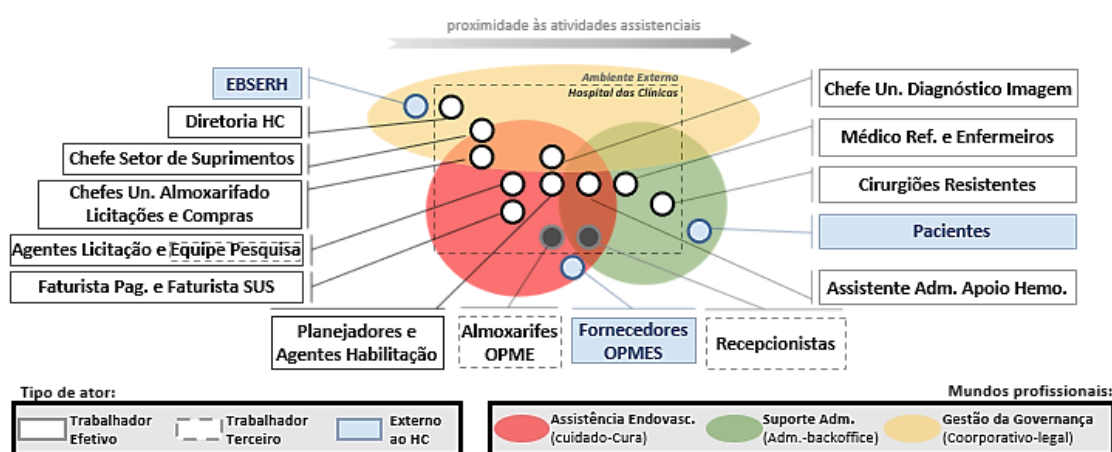 proximidade às atividades assistenciais
Ambiente Externo
Hospital das Clínicas
EBSERH
Diretoria HC
Chefe Setor de Suprimentos
Chefes Un. Almoxarifado
Licitações e Compras
Agentes Licitação e Equipe Pesquisa
Faturista Pag. e Faturista SUS
Planejadores e
Agentes Habilitação
Almoxarifes
OPME
Fornecedores
OPMES
Recepcionistas
Chefe Un. Diagnóstico Imagem
Médico Ref. e Enfermeiros
Cirurgiões Resistentes
Pacientes
Assistente Adm. Apoio Hemo.
Tipo de ator:
Trabalhador
Efetivo
Trabalhador
Terceiro
Externo
ao HC
Mundos profissionais:
Assistência Endovasc.
(cuidado-Cura)
Suporte Adm.
(Adm.-backoffice)
Gestão da Governança
(Coorporativo-legal)